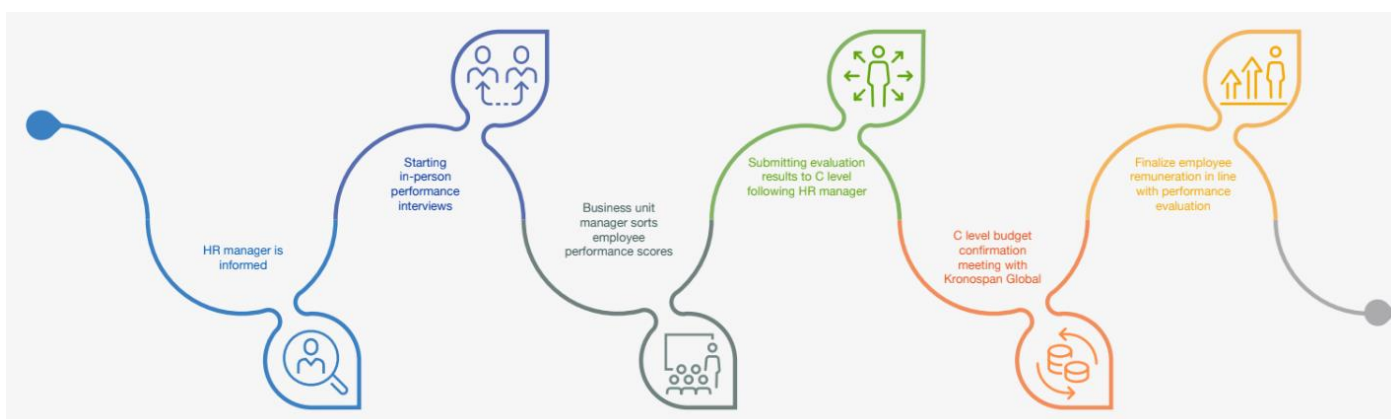 HR manager is
informed
Starting
in-person
performance
interviews
Business unit
manager sorts
employee
performance scores
Submitting evaluation
results to C level
following HR manager
C level budget
confirmation
meeting with
Kronospan Global
Finalize employee
remuneration in line
with performance
evaluation